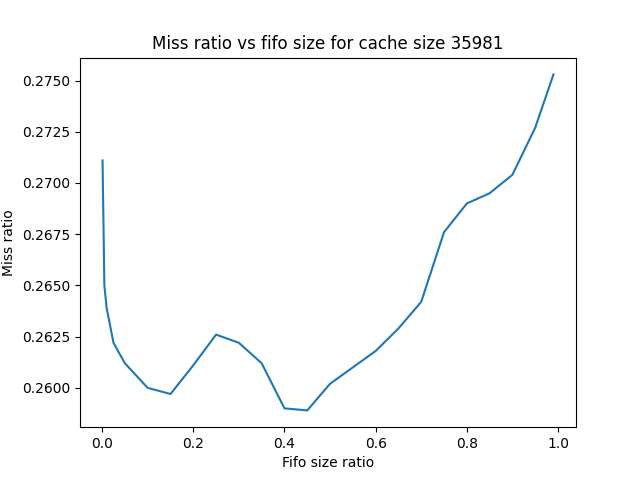 Miss ratio vs fifo size for cache size 35981
0.2750
0.2725
0.2700
0.2675
0.2650
0.2625
0.2600
Miss ratio
0.0 0.2 0.4 0.6 0.8 1.0
Fifo size ratio